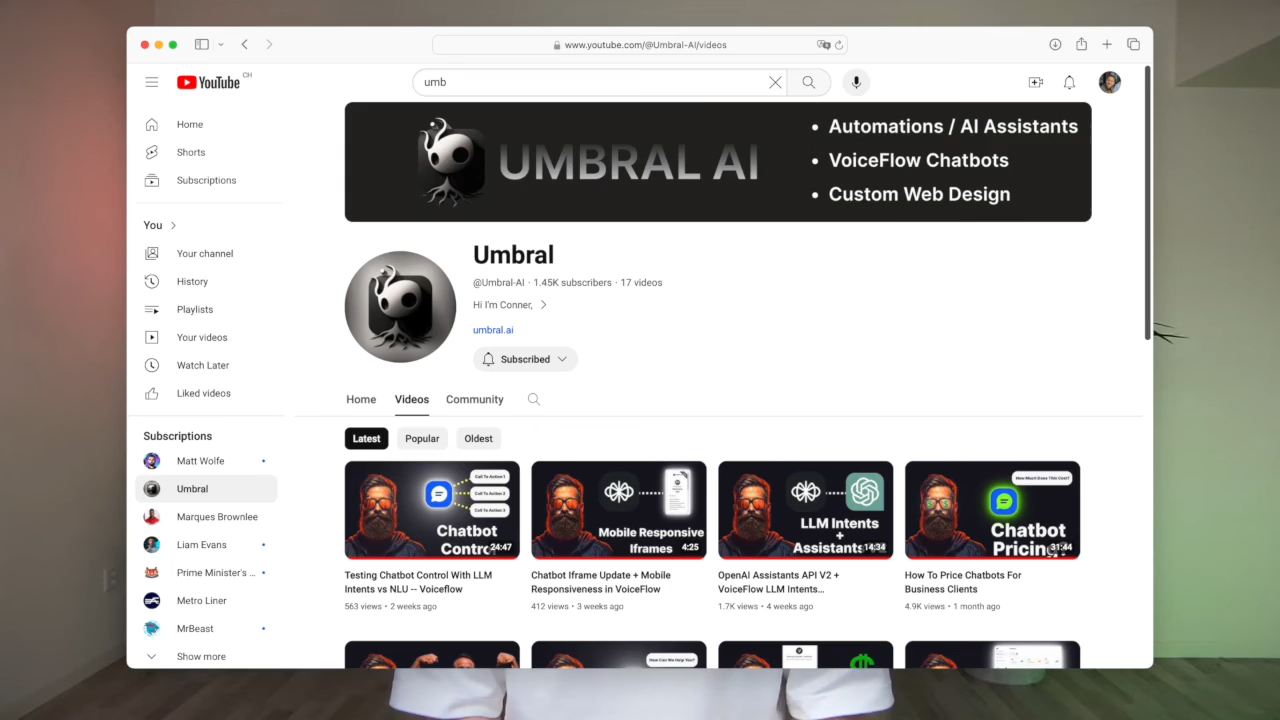 www.youtube.com/@Umbral-AI/videos
YouTube CH
umb
Home
Shorts
Subscriptions
You
Your channel
History
Playlists
Your videos
Watch Later
Liked videos
Subscriptions
Matt Wolfe
Umbral
Marques Brownlee
Liam Evans
Prime Minister's ...
Metro Liner
MrBeast
Show more
UMBRAL AI
• Automations / AI Assistants
• VoiceFlow Chatbots
• Custom Web Design
Umbral
@Umbral-AI · 1.45K subscribers · 17 videos
Hi I'm Conner,
umbral.ai
Subscribed
Home
Videos
Community
Latest
Popular
Oldest
Call To Action 1
Call To Action 2
Call To Action 3
Chatbot
Control
24:47
Testing Chatbot Control With LLM
Intents vs NLU -- Voiceflow
563 views • 2 weeks ago
Mobile Responsive
Iframes
4:25
Chatbot Iframe Update + Mobile
Responsiveness in VoiceFlow
412 views • 3 weeks ago
LLM Intents
+
Assistants
14:34
OpenAI Assistants API V2 +
VoiceFlow LLM Intents...
1.7K views • 4 weeks ago
How Much Does This Cost?
Chatbot
Pricing
31:44
How To Price Chatbots For
Business Clients
4.9K views • 1 month ago
How Can We Help You?